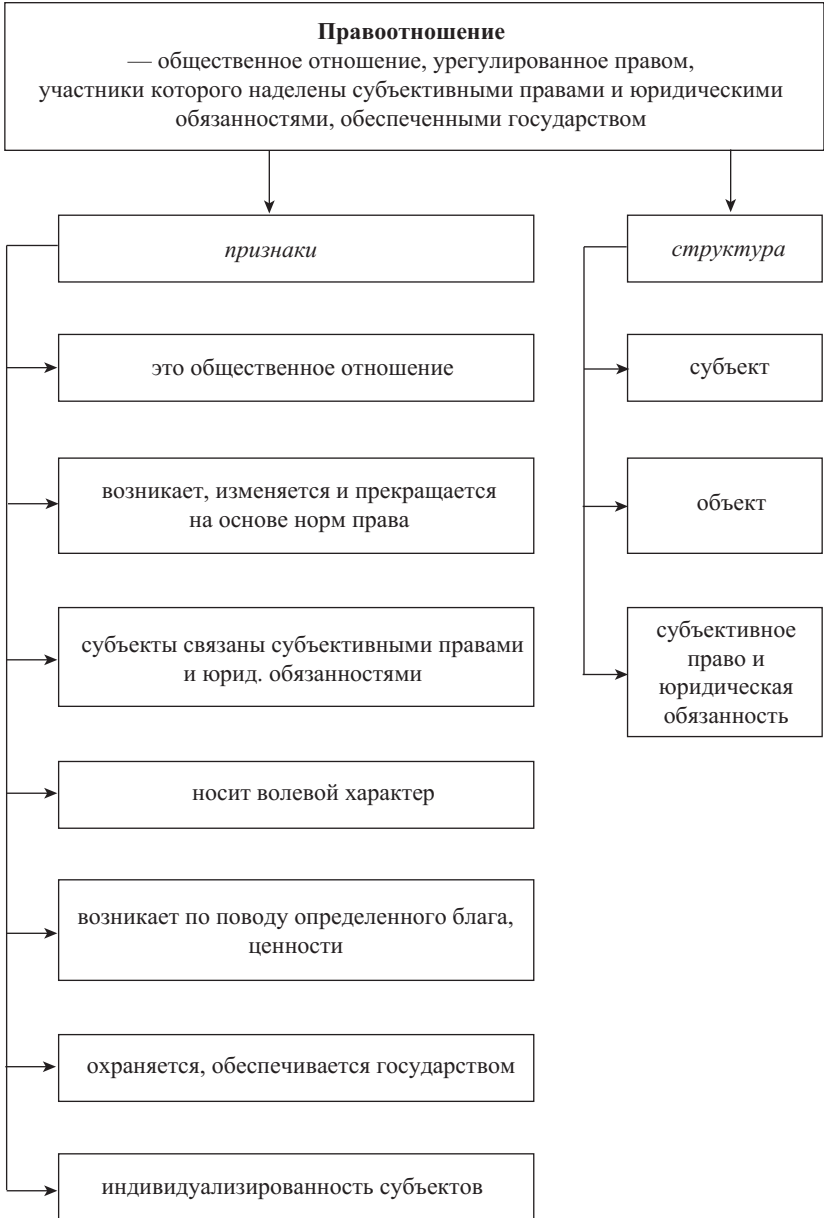 Правоотношение
— общественное отношение, урегулированное правом,
участники которого наделены субъективными правами и юридическими
обязанностями, обеспеченными государством
признаки
это общественное отношение
возникает, изменяется и прекращается
на основе норм права
субъекты связаны субъективными правами
и юрид. обязанностями
носит волевой характер
возникает по поводу определенного блага,
ценности
охраняется, обеспечивается государством
индивидуализированность субъектов
структура
субъект
объект
субъективное
право и
юридическая
обязанность